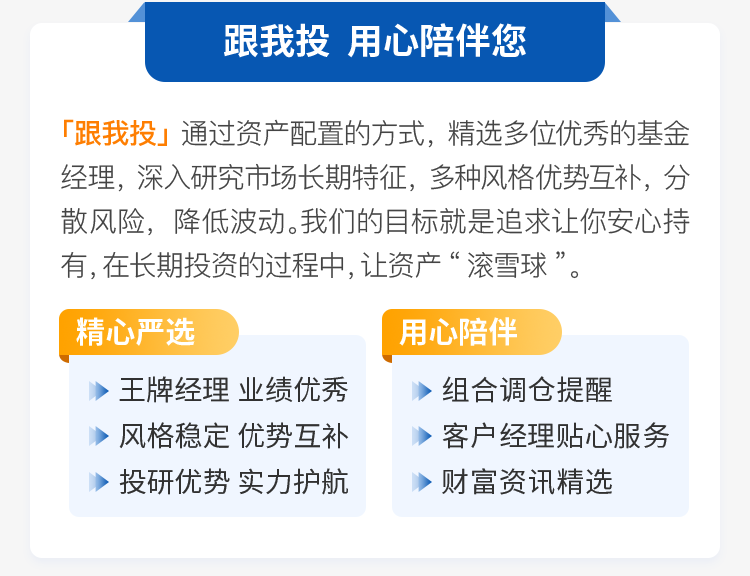 跟我投 用心陪伴您
「跟我投」通过资产配置的方式，精选多位优秀的基金
经理，深入研究市场长期特征，多种风格优势互补，分
散风险，降低波动。我们的目标就是追求让你安心持
有，在长期投资的过程中，让资产“滚雪球”。
精心严选
王牌经理 业绩优秀
风格稳定 优势互补
投研优势 实力护航
用心陪伴
组合调仓提醒
客户经理贴心服务
财富资讯精选